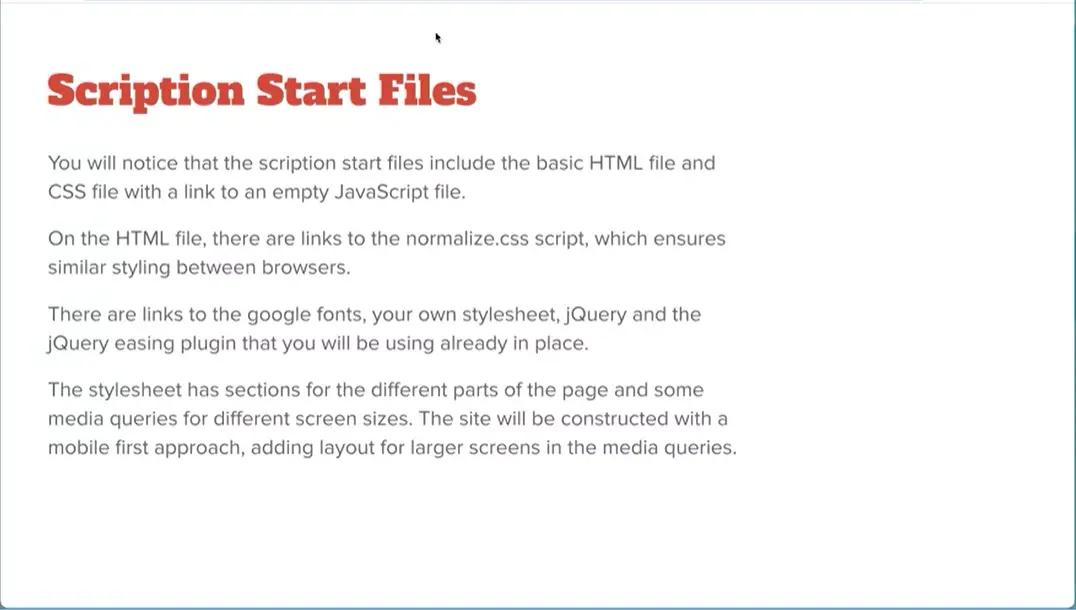 Scription Start Files
You will notice that the scription start files include the basic HTML file and
CSS file with a link to an empty JavaScript file.
On the HTML file, there are links to the normalize.css script, which ensures
similar styling between browsers.
There are links to the google fonts, your own stylesheet, jQuery and the
jQuery easing plugin that you will be using already in place.
The stylesheet has sections for the different parts of the page and some
media queries for different screen sizes. The site will be constructed with a
mobile first approach, adding layout for larger screens in the media queries.